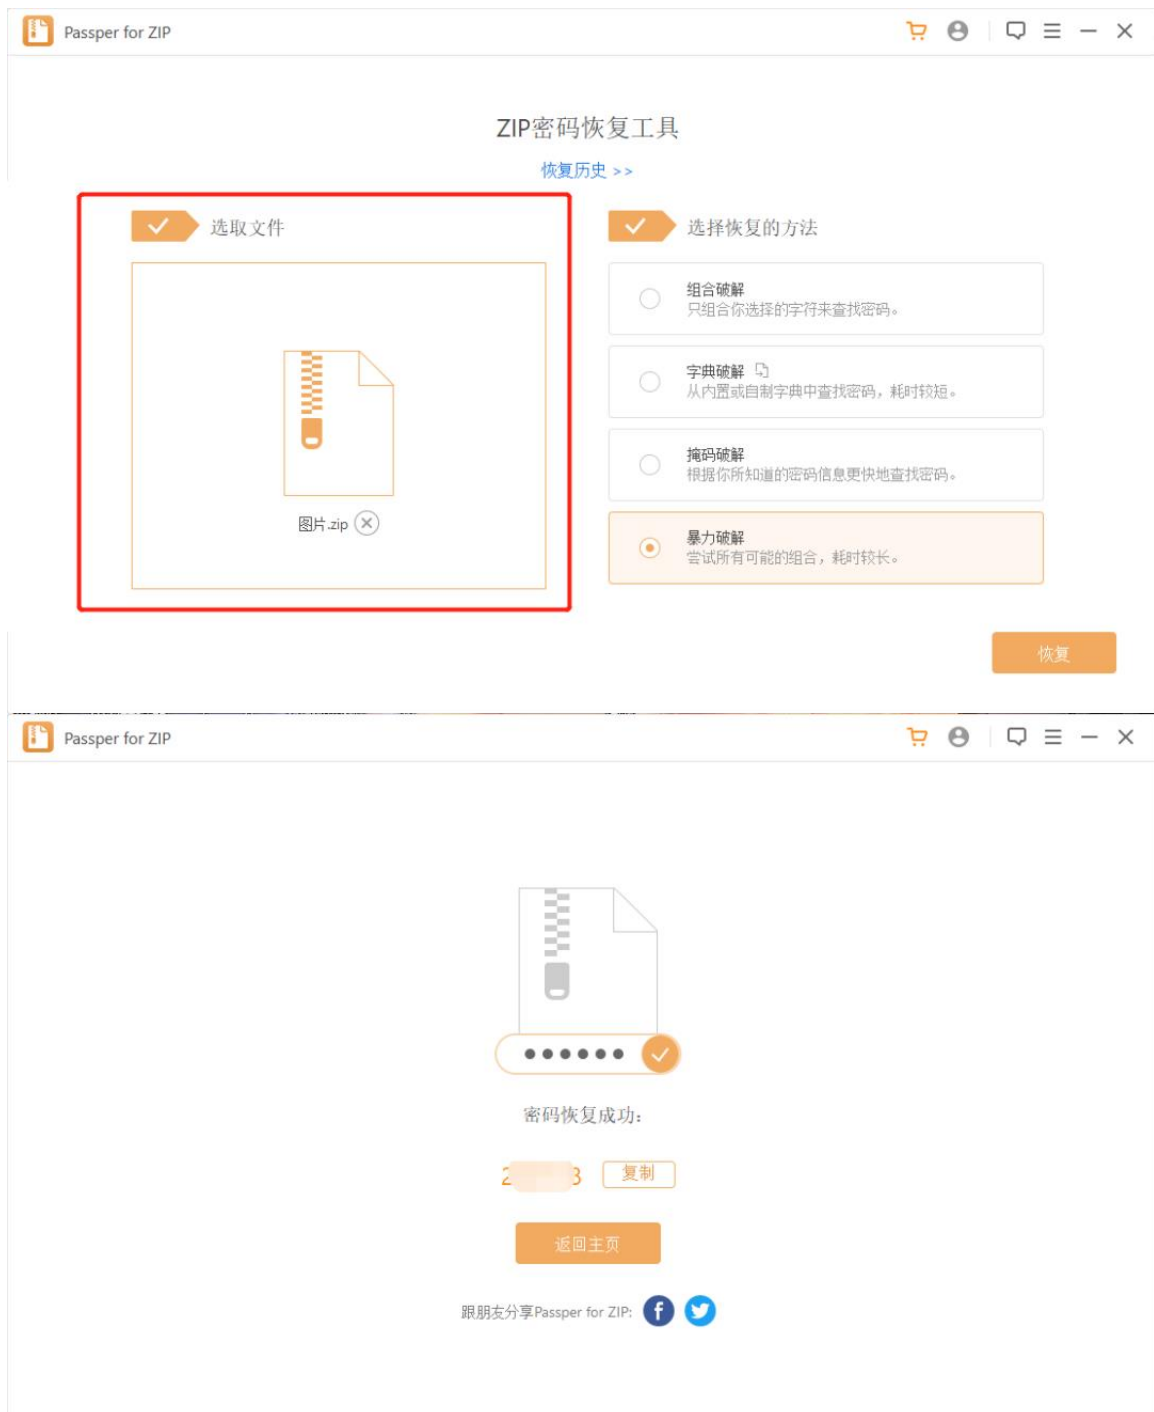 Passper for ZIP
ZIP密码恢复工具
恢复历史 >>
选取文件
图片.zip
选择恢复的方法
组合破解
只组合你选择的字符来查找密码。
字典破解
从内置或自制字典中查找密码，耗时较短。
掩码破解
根据你所知道的密码信息更快地查找密码。
暴力破解
尝试所有可能的组合，耗时较长。
恢复
Passper for ZIP
密码恢复成功：
复制
返回主页
跟朋友分享Passper for ZIP: